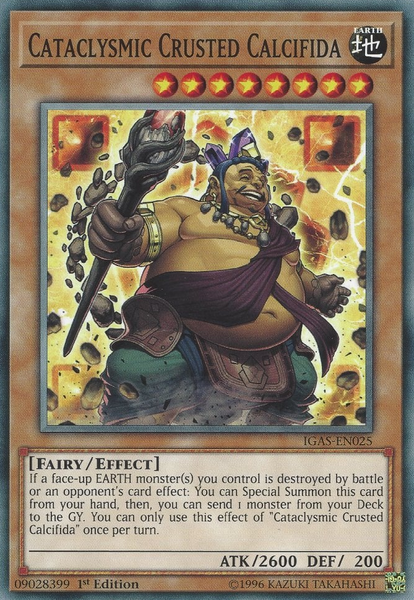 CATACLYSMIC CRUSTED CALCIFIDA
EARTH
地
IGAS-EN025
[FAIRY/EFFECT]
If a face-up EARTH monster(s) you control is destroyed by battle
or an opponent's card effect: You can Special Summon this card
from your hand, then, you can send 1 monster from your Deck
to the GY. You can only use this effect of "Cataclysmic Crusted
Calcifida" once per turn.
ATK/2600 DEF/ 200
09028399 1st Edition ©1996 KAZUKI TAKAHASHI